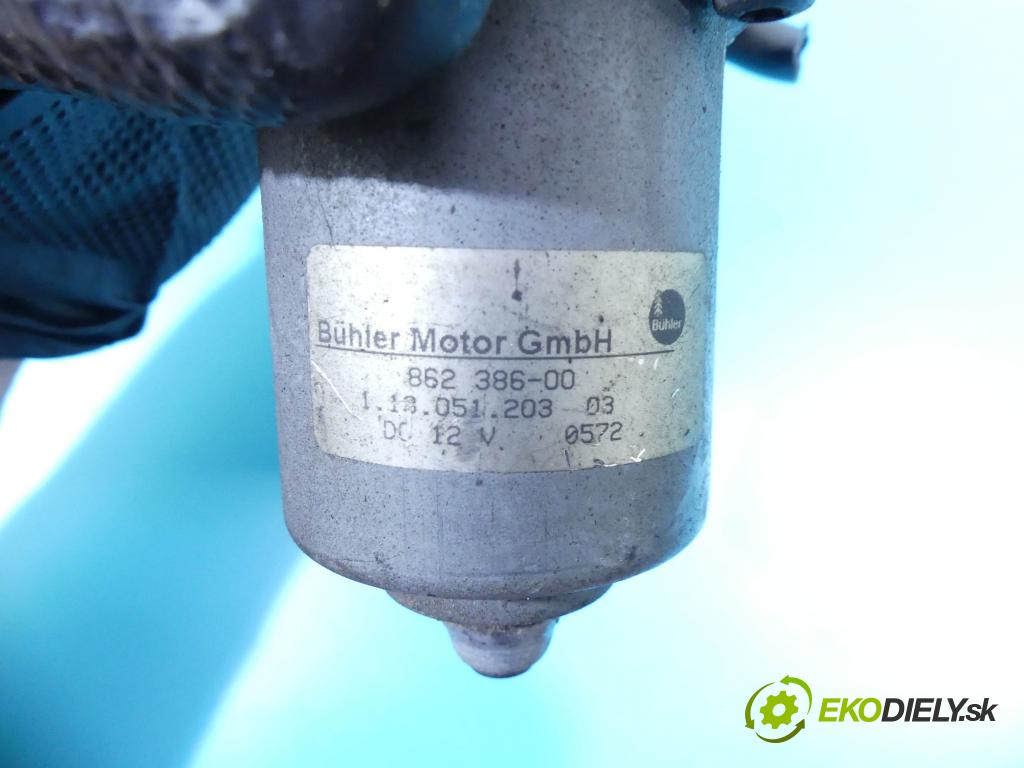 Bühler
Bühler Motor GmbH
862 386-00
1.13.051.203 03
DC 12 V 0572
EKODIELY.sk